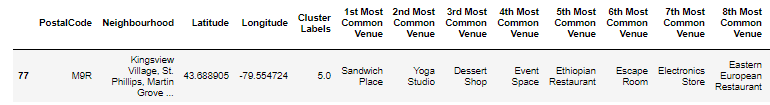 1st Most 2nd Most 3rd Most 4th Most 5th Most 6th Most 7th Most 8th Most
PostalCode Neighbourhood Latitude Longitude Cluster Labels Common Common Common Common Common Common Common Common
Venue Venue Venue Venue Venue Venue Venue Venue
Kingsview Eastern
77 M9R Village, St. 43.688905 -79.554724 5.0 Sandwich Yoga Dessert Event Ethiopian Escape Electronics European
Phillips, Martin Place Studio Shop Space Restaurant Room Store Restaurant
Grove ...